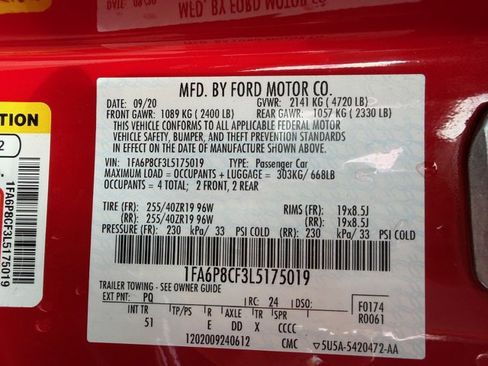 MFD. BY FORD MOTOR CO.
DATE: 09/20 GVWR: 2141 KG ( 4720 LB)
FRONT GAWR: 1089 KG ( 2400 LB) REAR GAWR: 1057 KG ( 2330 LB)
THIS VEHICLE CONFORMS TO ALL APPLICABLE FEDERAL MOTOR
VEHICLE SAFETY, BUMPER, AND THEFT PREVENTION STANDARDS
IN EFFECT ON THE DATE OF MANUFACTURE SHOWN ABOVE.
VIN: 1FA6P8CF3L5175019 TYPE: Passenger Car
MAXIMUM LOAD = OCCUPANTS + LUGGAGE = 303KG/ 668LB
OCCUPANTS = 4 TOTAL; 2 FRONT, 2 REAR
TIRE (FR): 255/40ZR19 96W RIMS (FR): 19x8.5J
(RR): 255/40ZR19 96W (RR): 19x8.5J
PRESSURE (FR): 230 kPa/ 33 PSI COLD (RR): 230 kPa/ 33 PSI COLD
1FA6P8CF3L5175019
TRAILER TOWING - SEE OWNER GUIDE
EXT PNT: PQ RC: 24 DSO:
F0174
R0061
INT TR TP/PS R AXLE TR SPR
51 E X CCCC
1202009240612 CMC 5U5A-5420472-AA
TION
2
1FA6P8CF3L5175019